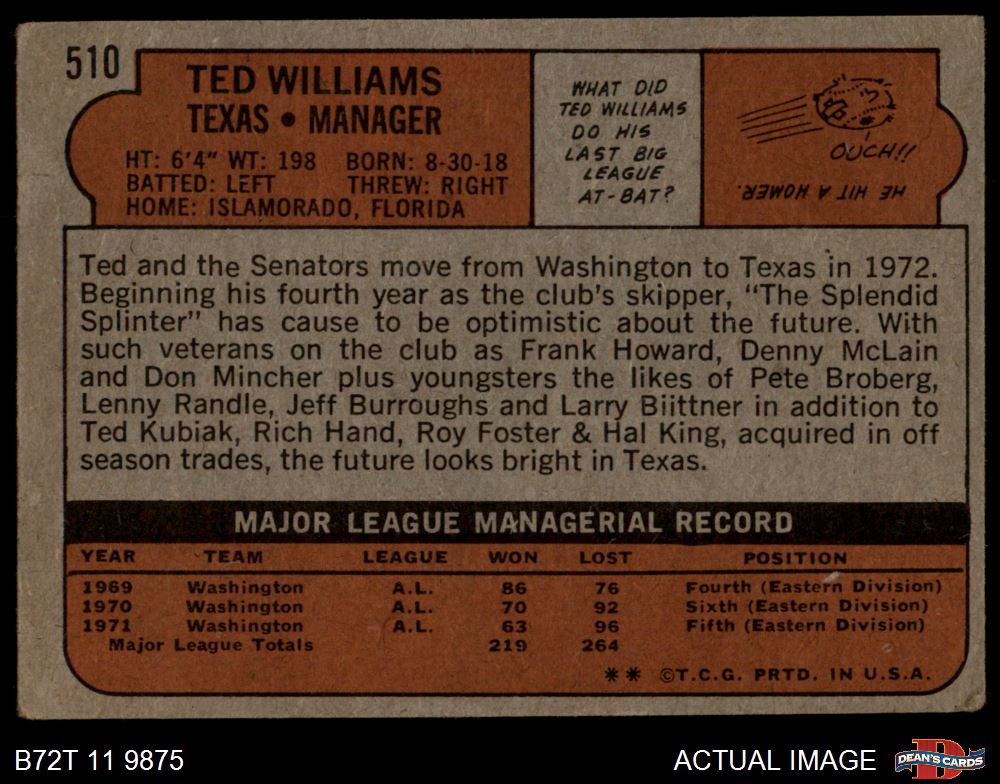 510
TED WILLIAMS
TEXAS • MANAGER
HT: 6'4" WT: 198 BORN: 8-30-18
BATTED: LEFT THREW: RIGHT
HOME: ISLAMORADO, FLORIDA
WHAT DID
TED WILLIAMS
DO HIS
LAST BIG
LEAGUE
AT-BAT?
OUCH!!
HE HIT A HOMER.
Ted and the Senators move from Washington to Texas in 1972.
Beginning his fourth year as the club's skipper, "The Splendid
Splinter" has cause to be optimistic about the future. With
such veterans on the club as Frank Howard, Denny McLain
and Don Mincher plus youngsters the likes of Pete Broberg,
Lenny Randle, Jeff Burroughs and Larry Biittner in addition to
Ted Kubiak, Rich Hand, Roy Foster & Hal King, acquired in off
season trades, the future looks bright in Texas.
MAJOR LEAGUE MANAGERIAL RECORD
YEAR TEAM LEAGUE WON LOST POSITION
1969 Washington A.L. 86 76 Fourth (Eastern Division)
1970 Washington A.L. 70 92 Sixth (Eastern Division)
1971 Washington A.L. 63 96 Fifth (Eastern Division)
Major League Totals 219 264
** ©T.C.G. PRTD. IN U.S.A.
B72T 11 9875
ACTUAL IMAGE
D
DEAN'S CARDS